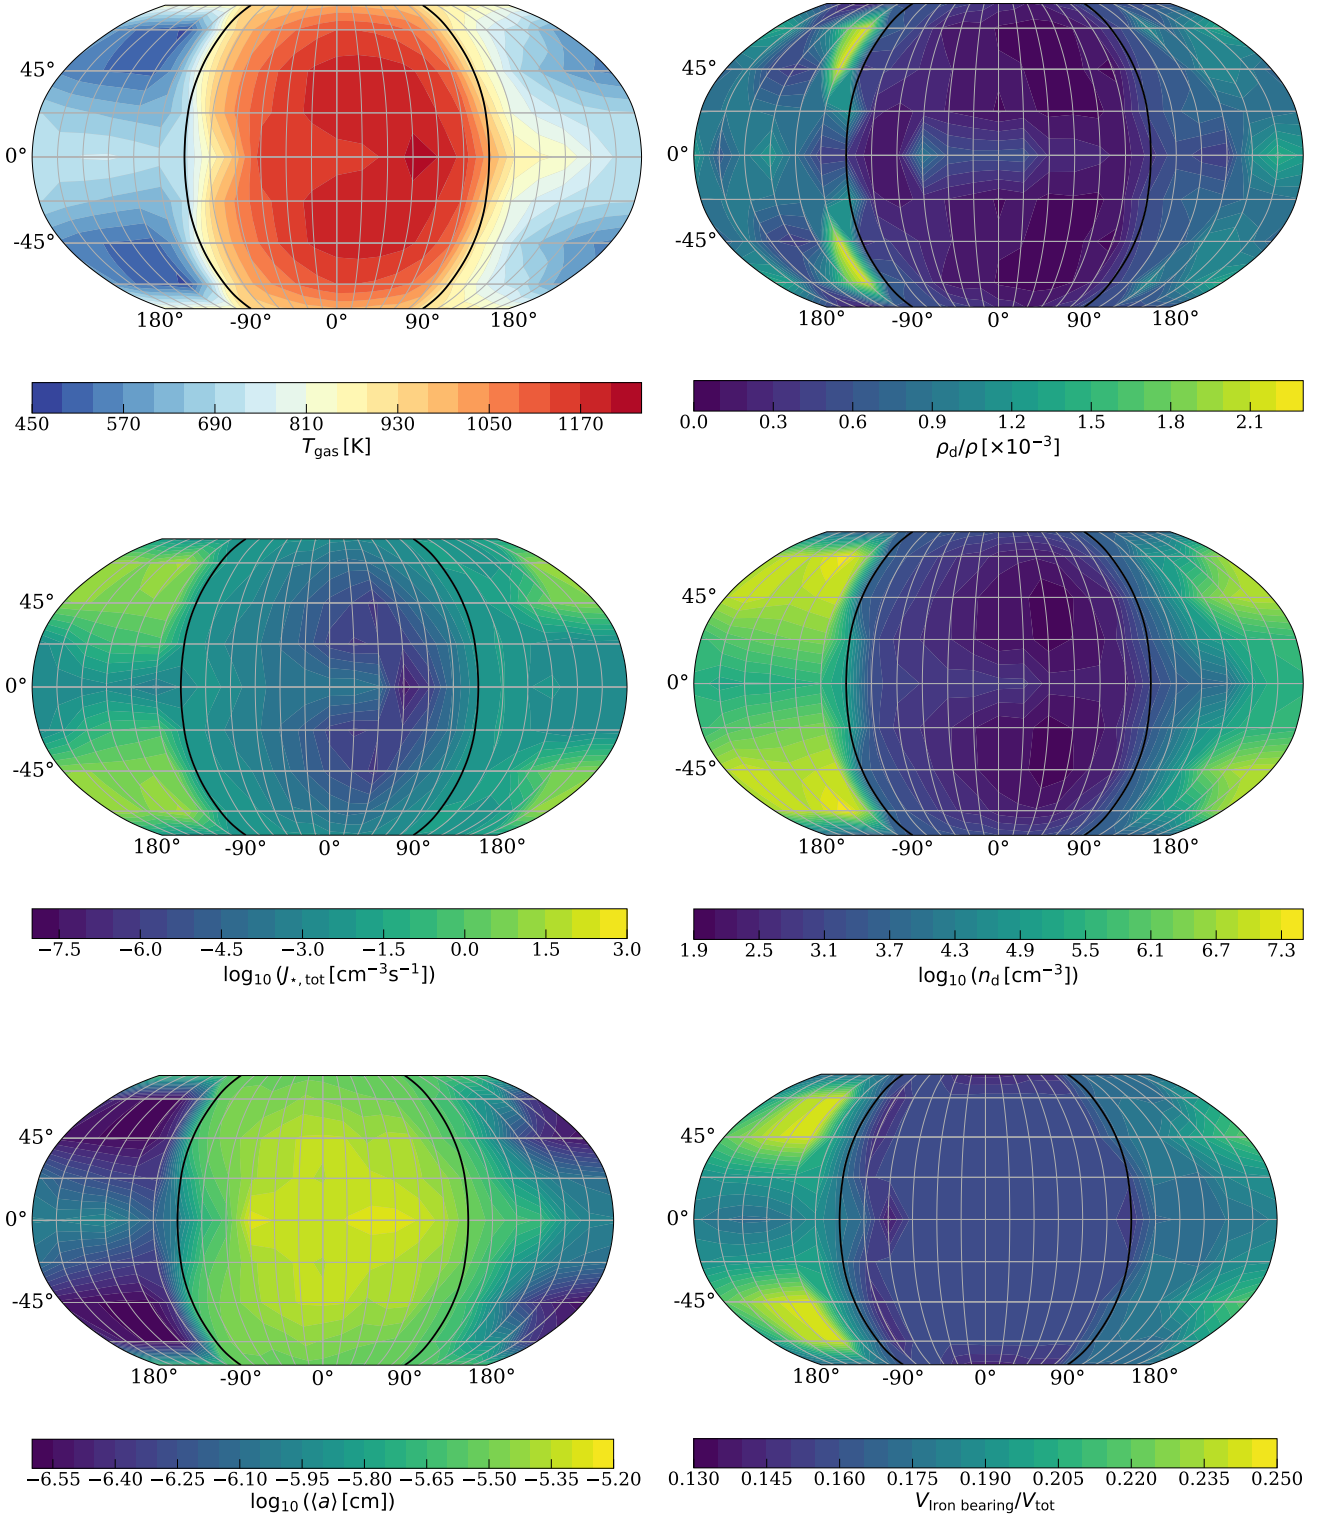 45°
0°
-45°
180° -90° 0° 90° 180°
450 570 690 810 930 1050 1170
T_gas [K]
45°
0°
-45°
180° -90° 0° 90° 180°
0.0 0.3 0.6 0.9 1.2 1.5 1.8 2.1
ρ_d/ρ [×10⁻³]
45°
0°
-45°
180° -90° 0° 90° 180°
−7.5 −6.0 −4.5 −3.0 −1.5 0.0 1.5 3.0
log₁₀ (J_⋆, tot [cm⁻³s⁻¹])
45°
0°
-45°
180° -90° 0° 90° 180°
1.9 2.5 3.1 3.7 4.3 4.9 5.5 6.1 6.7 7.3
log₁₀ (n_d [cm⁻³])
45°
0°
-45°
180° -90° 0° 90° 180°
−6.55 −6.40 −6.25 −6.10 −5.95 −5.80 −5.65 −5.50 −5.35 −5.20
log₁₀ (⟨a⟩ [cm])
45°
0°
-45°
180° -90° 0° 90° 180°
0.130 0.145 0.160 0.175 0.190 0.205 0.220 0.235 0.250
V_Iron bearing/V_tot